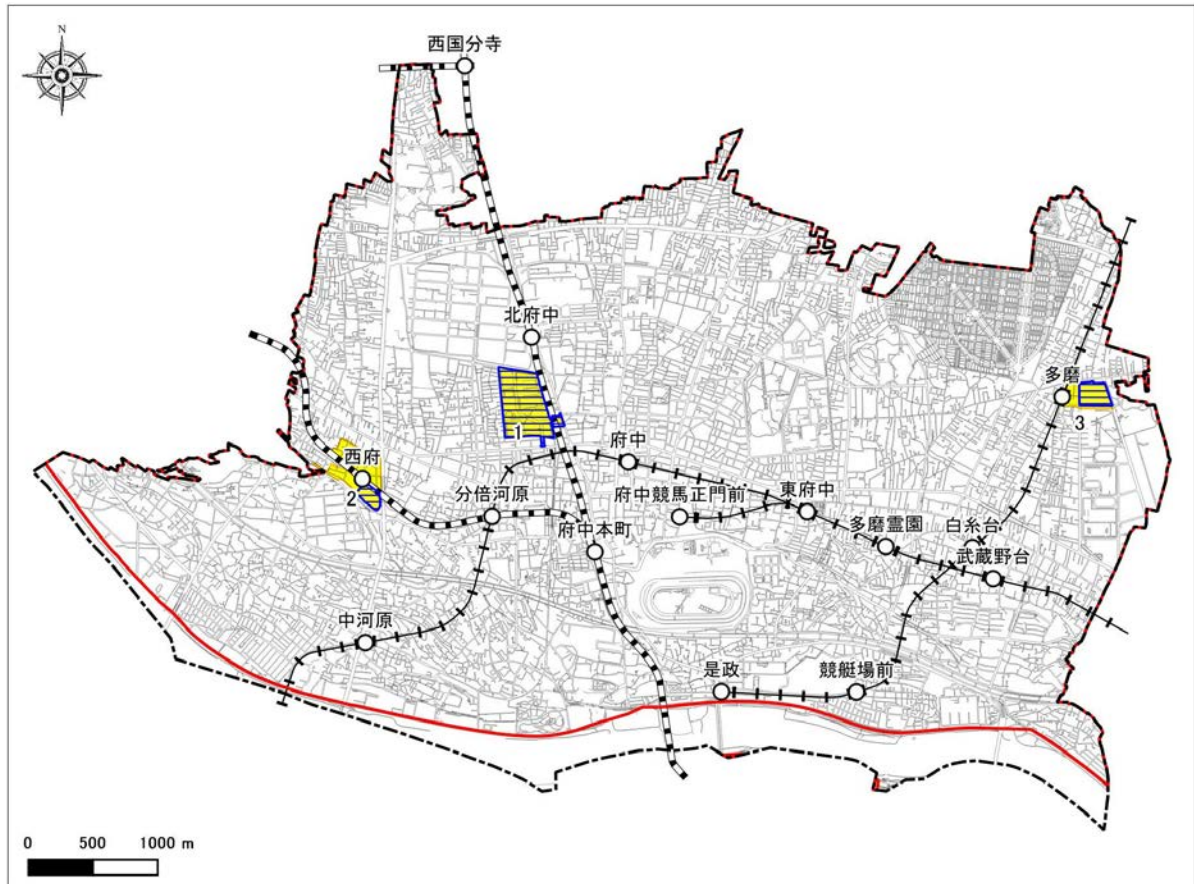 N
西国分寺
北府中
多磨
3
1
府中
西府
2
分倍河原
府中競馬正門前
東府中
府中本町
多磨霊園
白糸台
武蔵野台
中河原
是政
競艇場前
0 500 1000 m